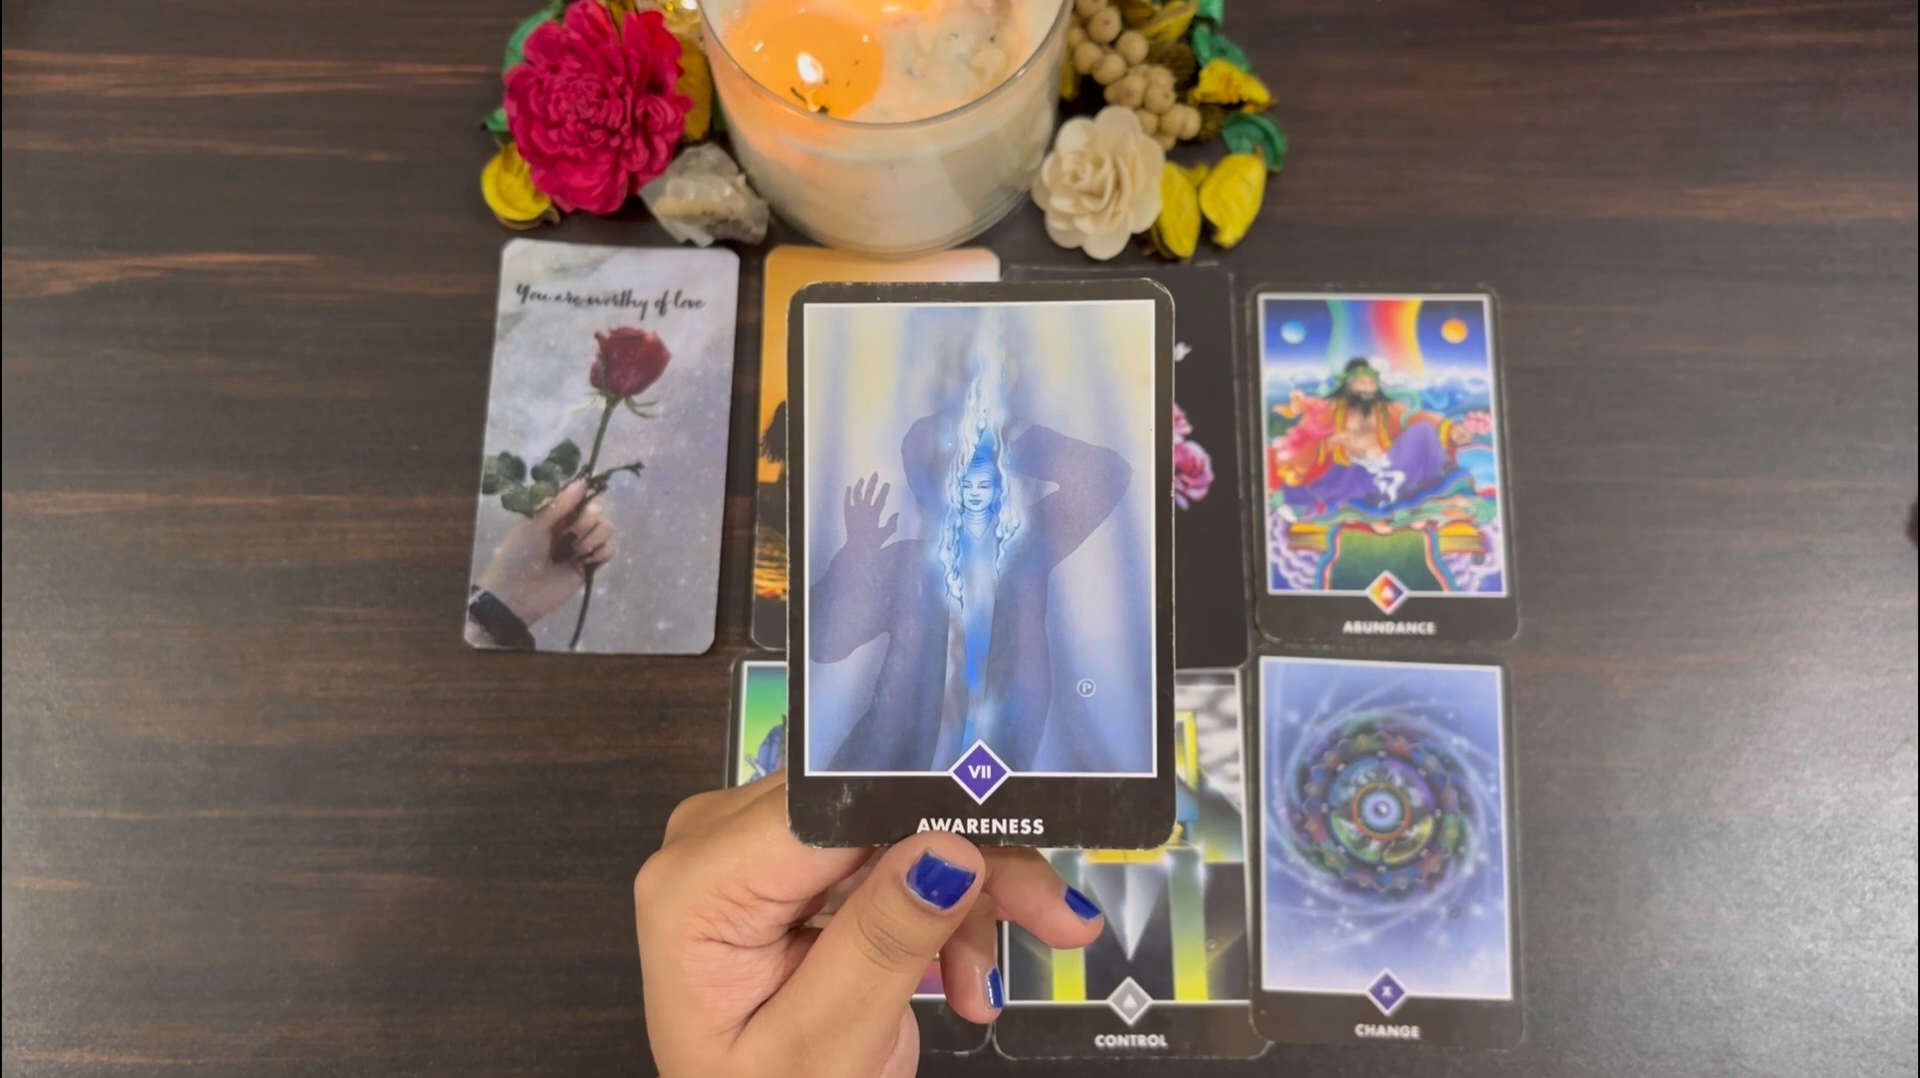 You are worthy of love
ABUNDANCE
P
VII
AWARENESS
X
CONTROL
CHANGE